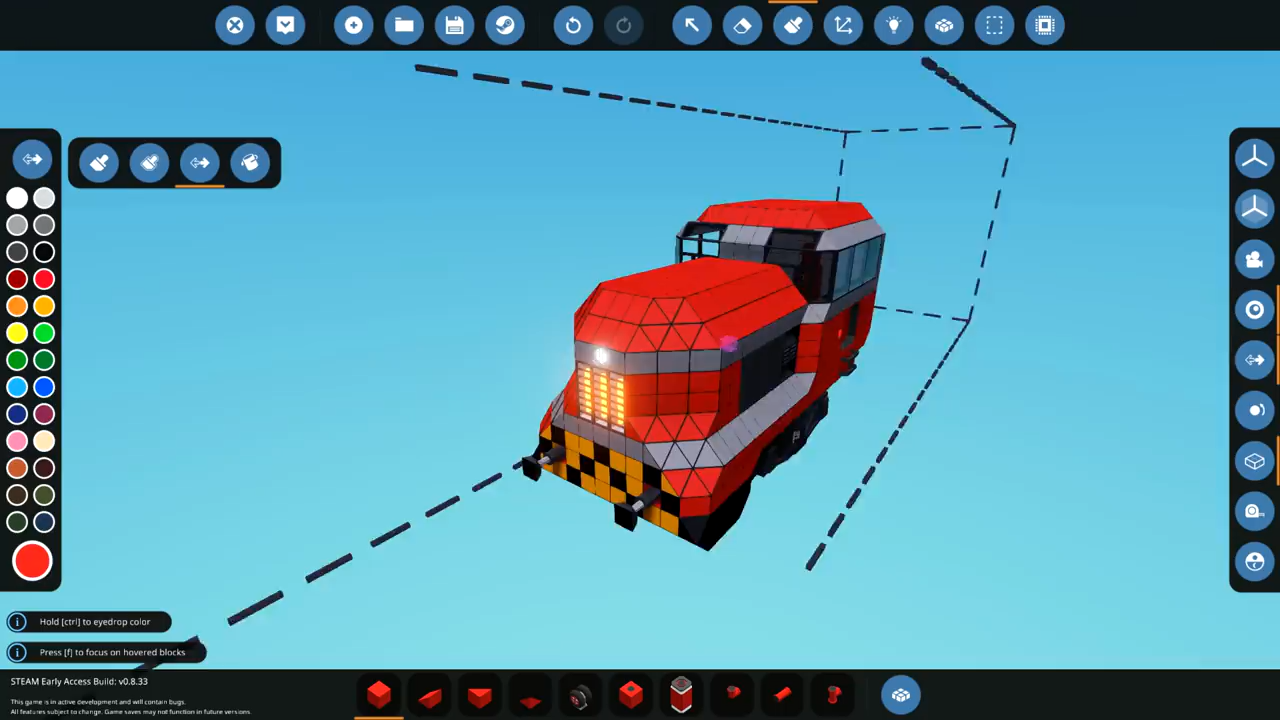 Hold [ctrl] to eyedrop color
Press [f] to focus on hovered blocks
STEAM Early Access Build: v0.8.33
This game is in active development and will contain bugs.
All features subject to change. Game saves may not function in future versions.